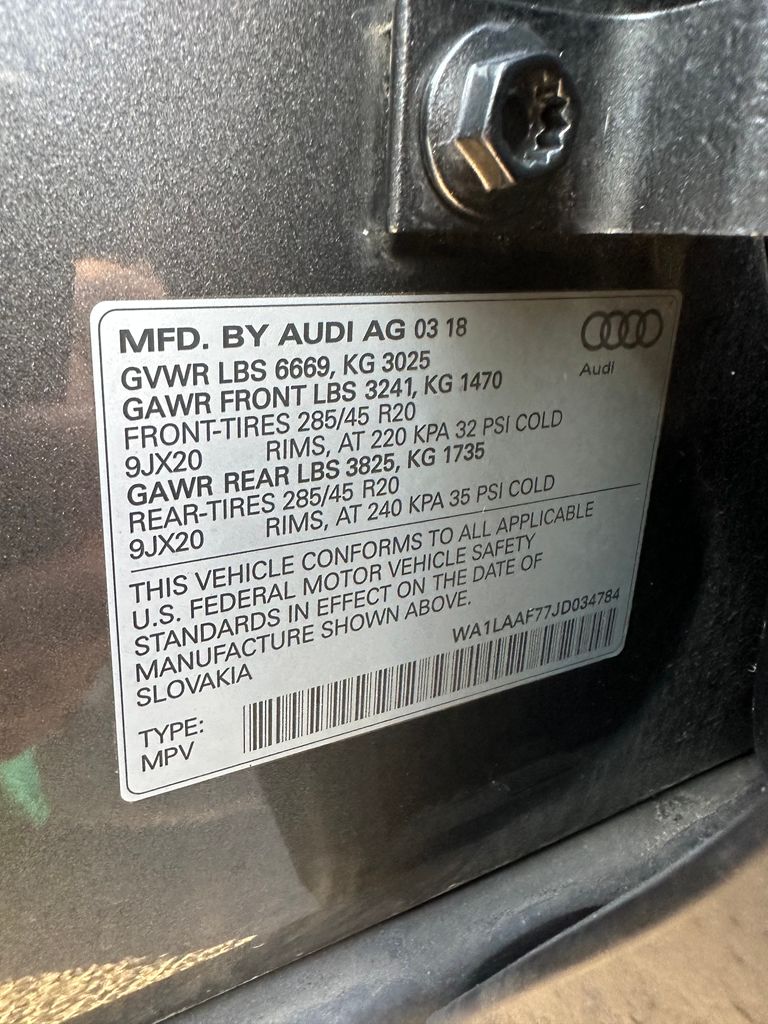 MFD. BY AUDI AG 03 18
Audi
GVWR LBS 6669, KG 3025
GAWR FRONT LBS 3241, KG 1470
FRONT-TIRES 285/45 R20
9JX20 RIMS, AT 220 KPA 32 PSI COLD
GAWR REAR LBS 3825, KG 1735
REAR-TIRES 285/45 R20
9JX20 RIMS, AT 240 KPA 35 PSI COLD
THIS VEHICLE CONFORMS TO ALL APPLICABLE
U.S. FEDERAL MOTOR VEHICLE SAFETY
STANDARDS IN EFFECT ON THE DATE OF
MANUFACTURE SHOWN ABOVE.
SLOVAKIA
WA1LAAF77JD034784
TYPE:
MPV